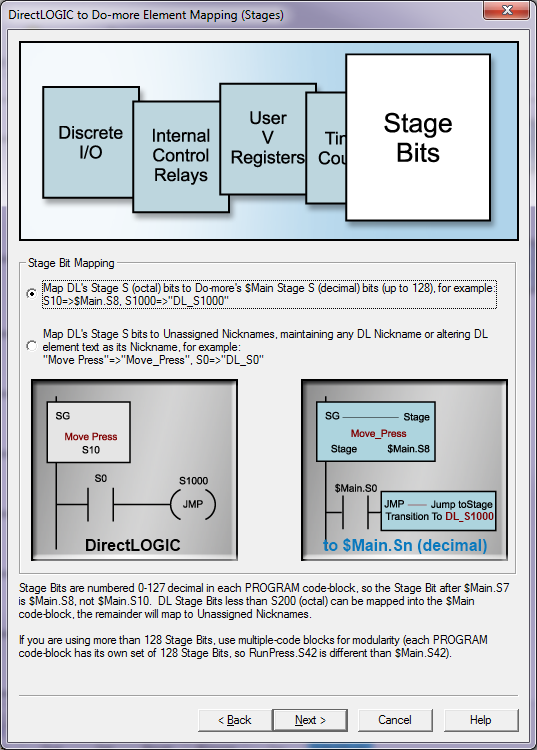 DirectLOGIC to Do-more Element Mapping (Stages)
Discrete
I/O
Internal
Control
Relays
User
V
Registers
Tin
Cou
Stage
Bits
Stage Bit Mapping
Map DL's Stage S (octal) bits to Do-more's $Main Stage S (decimal) bits (up to 128), for example:
S10=>$Main.S8, S1000=>"DL_S1000"
Map DL's Stage S bits to Unassigned Nicknames, maintaining any DL Nickname or altering DL
element text as its Nickname, for example:
"Move Press"=>"Move_Press", S0=>"DL_S0"
SG
Move Press
S10
S0
S1000
JMP
DirectLOGIC
SG Stage
Move_Press
Stage $Main.S8
$Main.S0
JMP Jump toStage
Transition To DL_S1000
to $Main.Sn (decimal)
Stage Bits are numbered 0-127 decimal in each PROGRAM code-block, so the Stage Bit after $Main.S7
is $Main.S8, not $Main.S10. DL Stage Bits less than S200 (octal) can be mapped into the $Main
code-block, the remainder will map to Unassigned Nicknames.
If you are using more than 128 Stage Bits, use multiple-code blocks for modularity (each PROGRAM
code-block has its own set of 128 Stage Bits, so RunPress.S42 is different than $Main.S42).
< Back
Next >
Cancel
Help